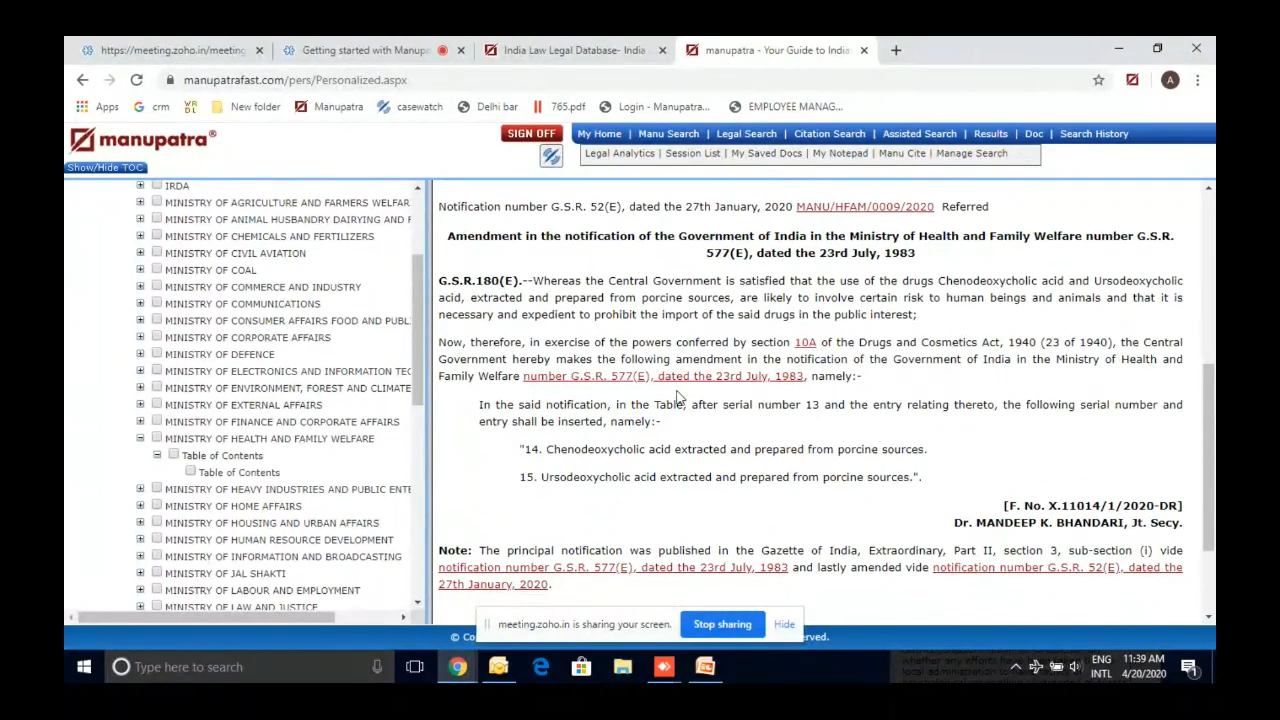 https://meeting.zoho.in/meeting
Getting started with Manup
India Law Legal Database- India
manupatra - Your Guide to India
manupatrafast.com/pers/Personalized.aspx
A
Apps
crm
New folder
Manupatra
casewatch
Delhi bar
765.pdf
Login - Manupatra...
EMPLOYEE MANAG...
manupatra®
SIGN OFF
My Home | Manu Search | Legal Search | Citation Search | Assisted Search | Results | Doc | Search History
Legal Analytics | Session List | My Saved Docs | My Notepad | Manu Cite | Manage Search
Show/Hide TOC
IRDA
MINISTRY OF AGRICULTURE AND FARMERS WELFAR
MINISTRY OF ANIMAL HUSBANDRY DAIRYING AND F
MINISTRY OF CHEMICALS AND FERTILIZERS
MINISTRY OF CIVIL AVIATION
MINISTRY OF COAL
MINISTRY OF COMMERCE AND INDUSTRY
MINISTRY OF COMMUNICATIONS
MINISTRY OF CONSUMER AFFAIRS FOOD AND PUBL
MINISTRY OF CORPORATE AFFAIRS
MINISTRY OF DEFENCE
MINISTRY OF ELECTRONICS AND INFORMATION TEC
MINISTRY OF ENVIRONMENT, FOREST AND CLIMATE
MINISTRY OF EXTERNAL AFFAIRS
MINISTRY OF FINANCE AND CORPORATE AFFAIRS
MINISTRY OF HEALTH AND FAMILY WELFARE
Table of Contents
Table of Contents
MINISTRY OF HEAVY INDUSTRIES AND PUBLIC ENTE
MINISTRY OF HOME AFFAIRS
MINISTRY OF HOUSING AND URBAN AFFAIRS
MINISTRY OF HUMAN RESOURCE DEVELOPMENT
MINISTRY OF INFORMATION AND BROADCASTING
MINISTRY OF JAL SHAKTI
MINISTRY OF LABOUR AND EMPLOYMENT
MINISTRY OF LAW AND JUSTICE
Notification number G.S.R. 52(E), dated the 27th January, 2020 MANU/HFAM/0009/2020 Referred
Amendment in the notification of the Government of India in the Ministry of Health and Family Welfare number G.S.R.
577(E), dated the 23rd July, 1983
G.S.R.180(E).--Whereas the Central Government is satisfied that the use of the drugs Chenodeoxycholic acid and Ursodeoxycholic
acid, extracted and prepared from porcine sources, are likely to involve certain risk to human beings and animals and that it is
necessary and expedient to prohibit the import of the said drugs in the public interest;
Now, therefore, in exercise of the powers conferred by section 10A of the Drugs and Cosmetics Act, 1940 (23 of 1940), the Central
Government hereby makes the following amendment in the notification of the Government of India in the Ministry of Health and
Family Welfare number G.S.R. 577(E), dated the 23rd July, 1983, namely:-
In the said notification, in the Table, after serial number 13 and the entry relating thereto, the following serial number and
entry shall be inserted, namely:-
"14. Chenodeoxycholic acid extracted and prepared from porcine sources.
15. Ursodeoxycholic acid extracted and prepared from porcine sources.".
[F. No. X.11014/1/2020-DR]
Dr. MANDEEP K. BHANDARI, Jt. Secy.
Note: The principal notification was published in the Gazette of India, Extraordinary, Part II, section 3, sub-section (i) vide
notification number G.S.R. 577(E), dated the 23rd July, 1983 and lastly amended vide notification number G.S.R. 52(E), dated the
27th January, 2020.
meeting.zoho.in is sharing your screen.
Stop sharing
Hide
© Co
rved.
Type here to search
ENG
INTL
11:39 AM
4/20/2020
1